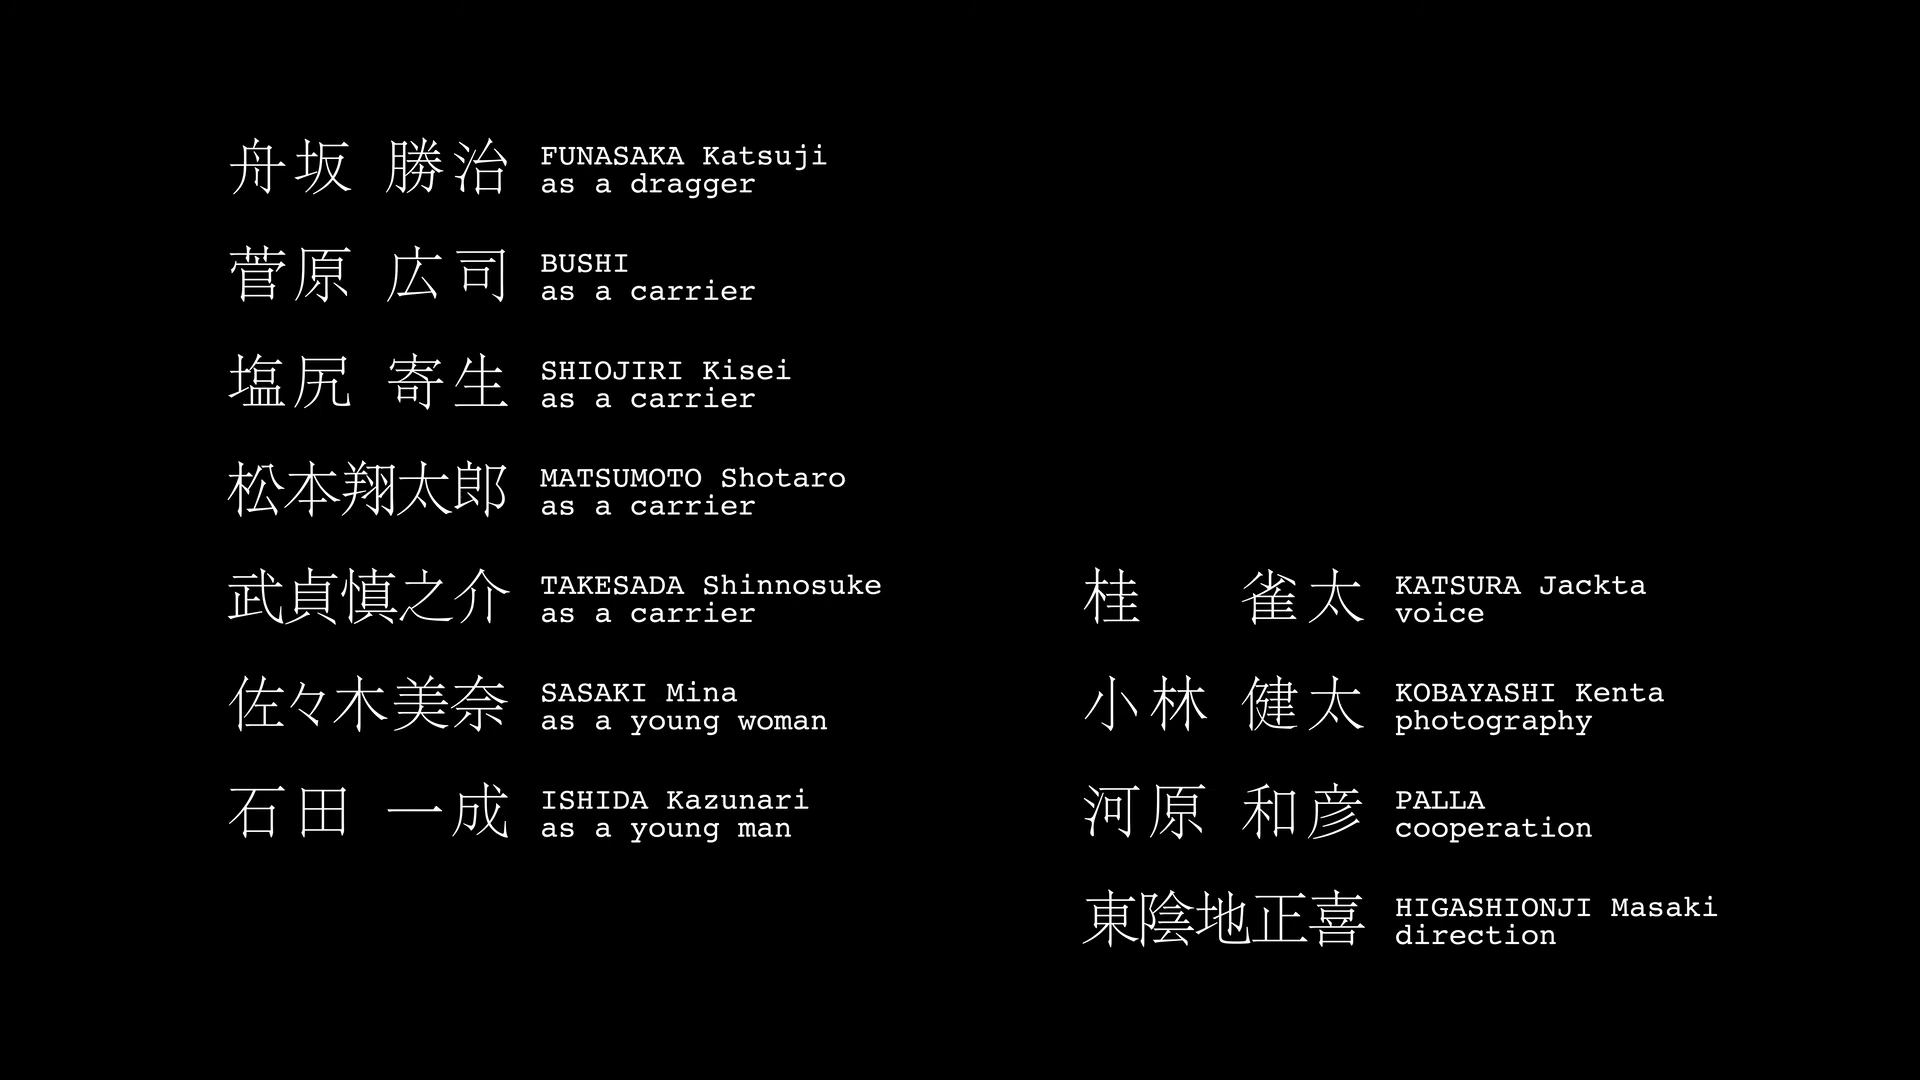 舟坂 勝治
FUNASAKA Katsuji
as a dragger
菅原 広司
BUSHI
as a carrier
塩尻 寄生
SHIOJIRI Kisei
as a carrier
松本翔太郎
MATSUMOTO Shotaro
as a carrier
武貞慎之介
TAKESADA Shinnosuke
as a carrier
佐々木美奈
SASAKI Mina
as a young woman
石田 一成
ISHIDA Kazunari
as a young man
桂 雀太
KATSURA Jackta
voice
小林 健太
KOBAYASHI Kenta
photography
河原 和彦
PALLA
cooperation
東陰地正喜
HIGASHIONJI Masaki
direction